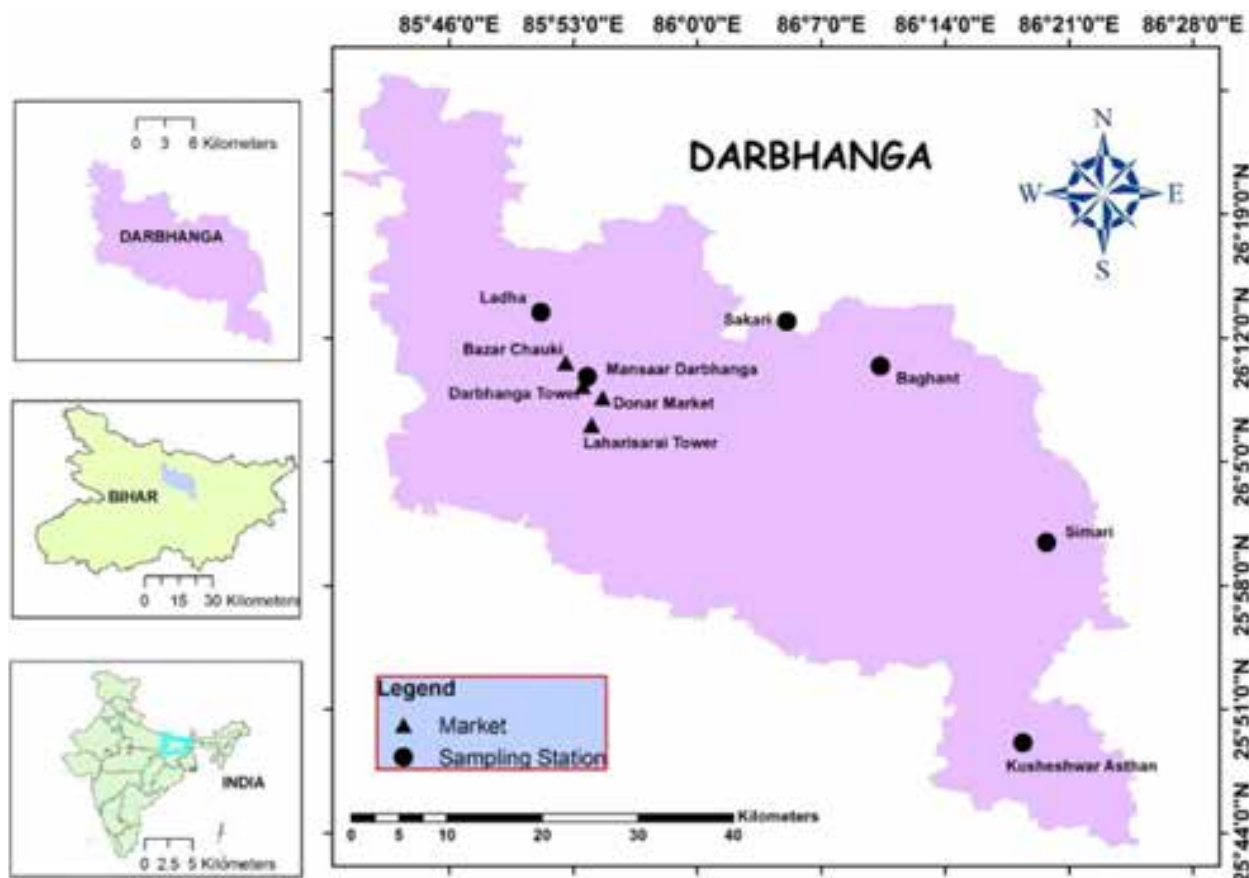 85°46'0"E 85°53'0"E 86°0'0"E 86°7'0"E 86°14'0"E 86°21'0"E 86°28'0"E
0 3 6 Kilometers
DARBHANGA
BIHAR
0 15 30 Kilometers
INDIA
0 2.5 5 Kilometers
DARBHANGA
N
W E
S
Ladha
Sakari
Bazar Chauki
Mansaar Darbhanga
Baghant
Darbhanga Tower
Donar Market
Laharisarai Tower
Simari
Kusheshwar Asthan
Legend
Market
Sampling Station
Kilometers
0 5 10 20 30 40
26°19'0"N
26°12'0"N
26°5'0"N
25°58'0"N
25°51'0"N
25°44'0"N